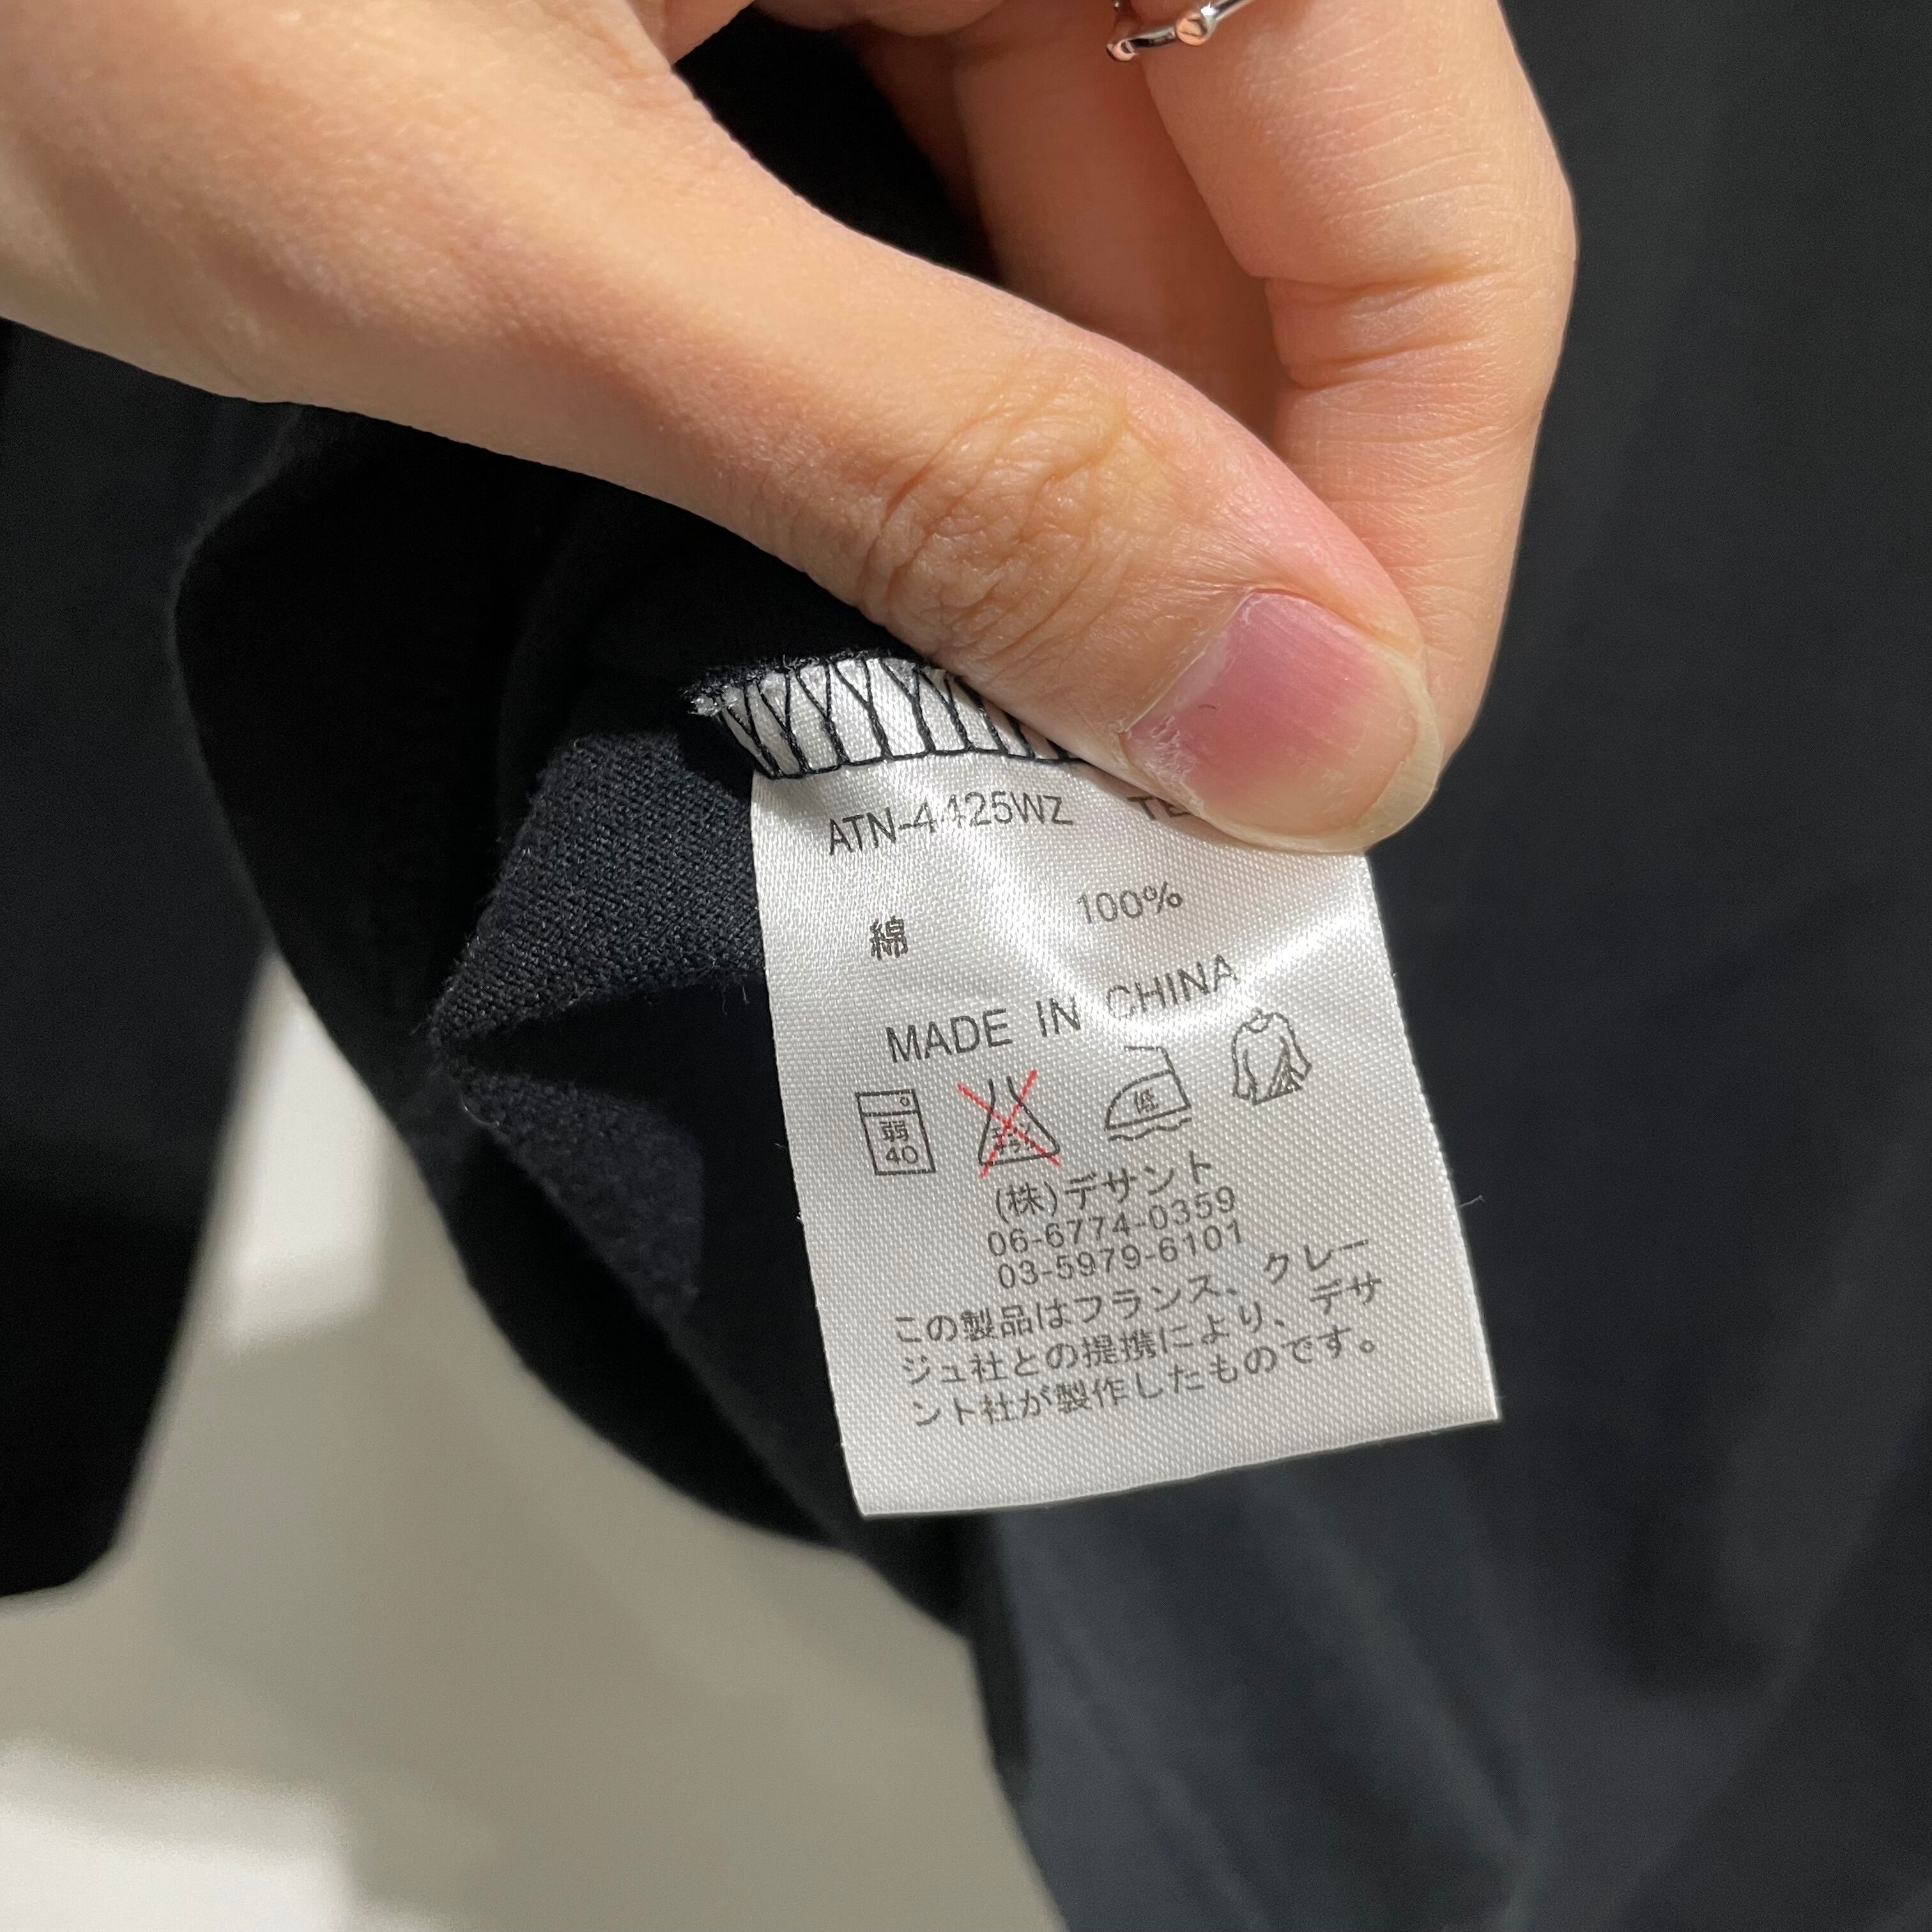 ATN-4425WZ
綿 100%
MADE IN CHINA
弱
40
低
(株)デサント
06-6774-0359
03-5979-6101
この製品はフランス、クレー
ジュ社との提携により、デサ
ント社が製作したものです。